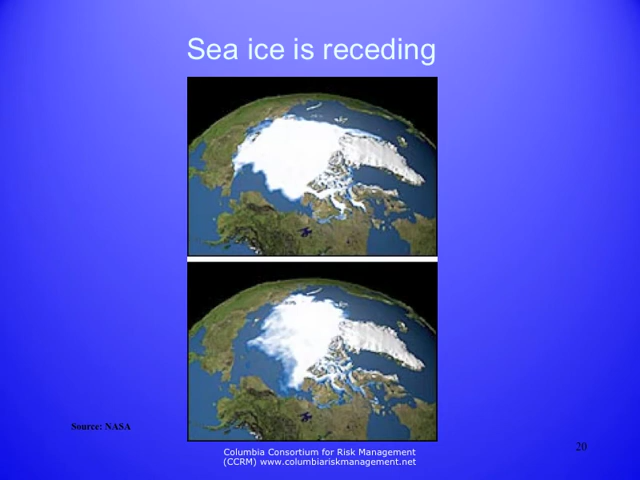 Sea ice is receding
Source: NASA
20
Columbia Consortium for Risk Management
(CCRM) www.columbiariskmanagement.net